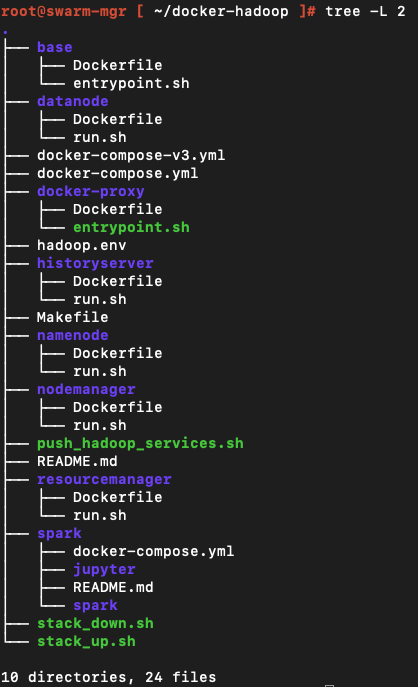 root@swarm-mgr [ ~/docker-hadoop ]# tree -L 2
.
├── base
│   ├── Dockerfile
│   └── entrypoint.sh
├── datanode
│   ├── Dockerfile
│   └── run.sh
├── docker-compose-v3.yml
├── docker-compose.yml
├── docker-proxy
│   ├── Dockerfile
│   └── entrypoint.sh
├── hadoop.env
├── historyserver
│   ├── Dockerfile
│   └── run.sh
├── Makefile
├── namenode
│   ├── Dockerfile
│   └── run.sh
├── nodemanager
│   ├── Dockerfile
│   └── run.sh
├── push_hadoop_services.sh
├── README.md
├── resourcemanager
│   ├── Dockerfile
│   └── run.sh
├── spark
│   ├── docker-compose.yml
│   ├── jupyter
│   ├── README.md
│   └── spark
├── stack_down.sh
└── stack_up.sh
10 directories, 24 files